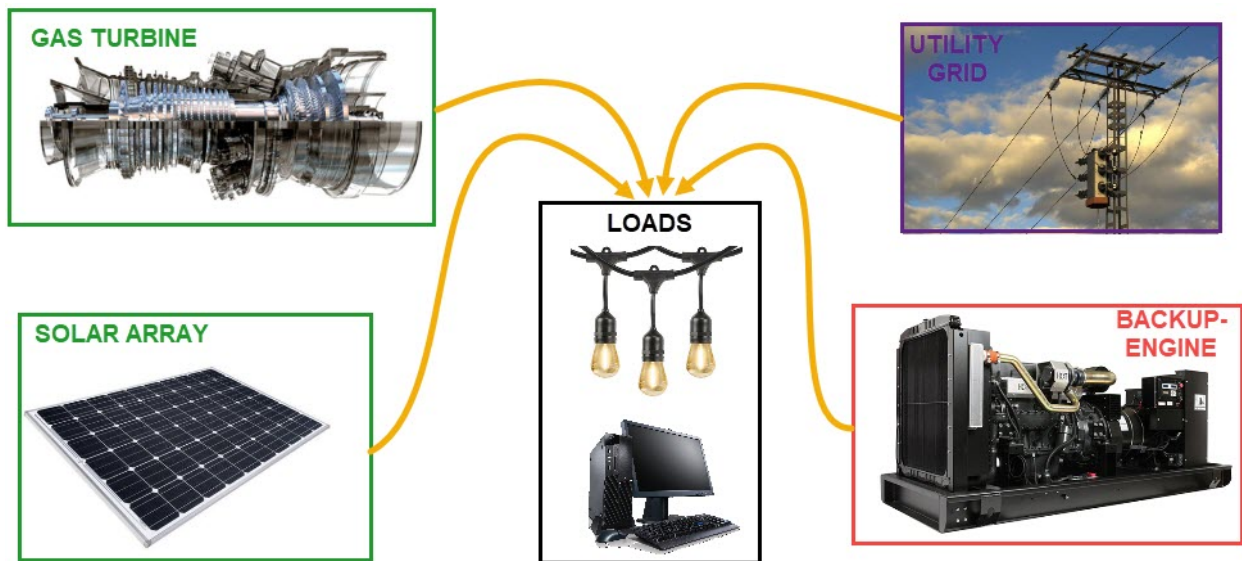 GAS TURBINE
UTILITY
GRID
LOADS
SOLAR ARRAY
BACKUP-
ENGINE